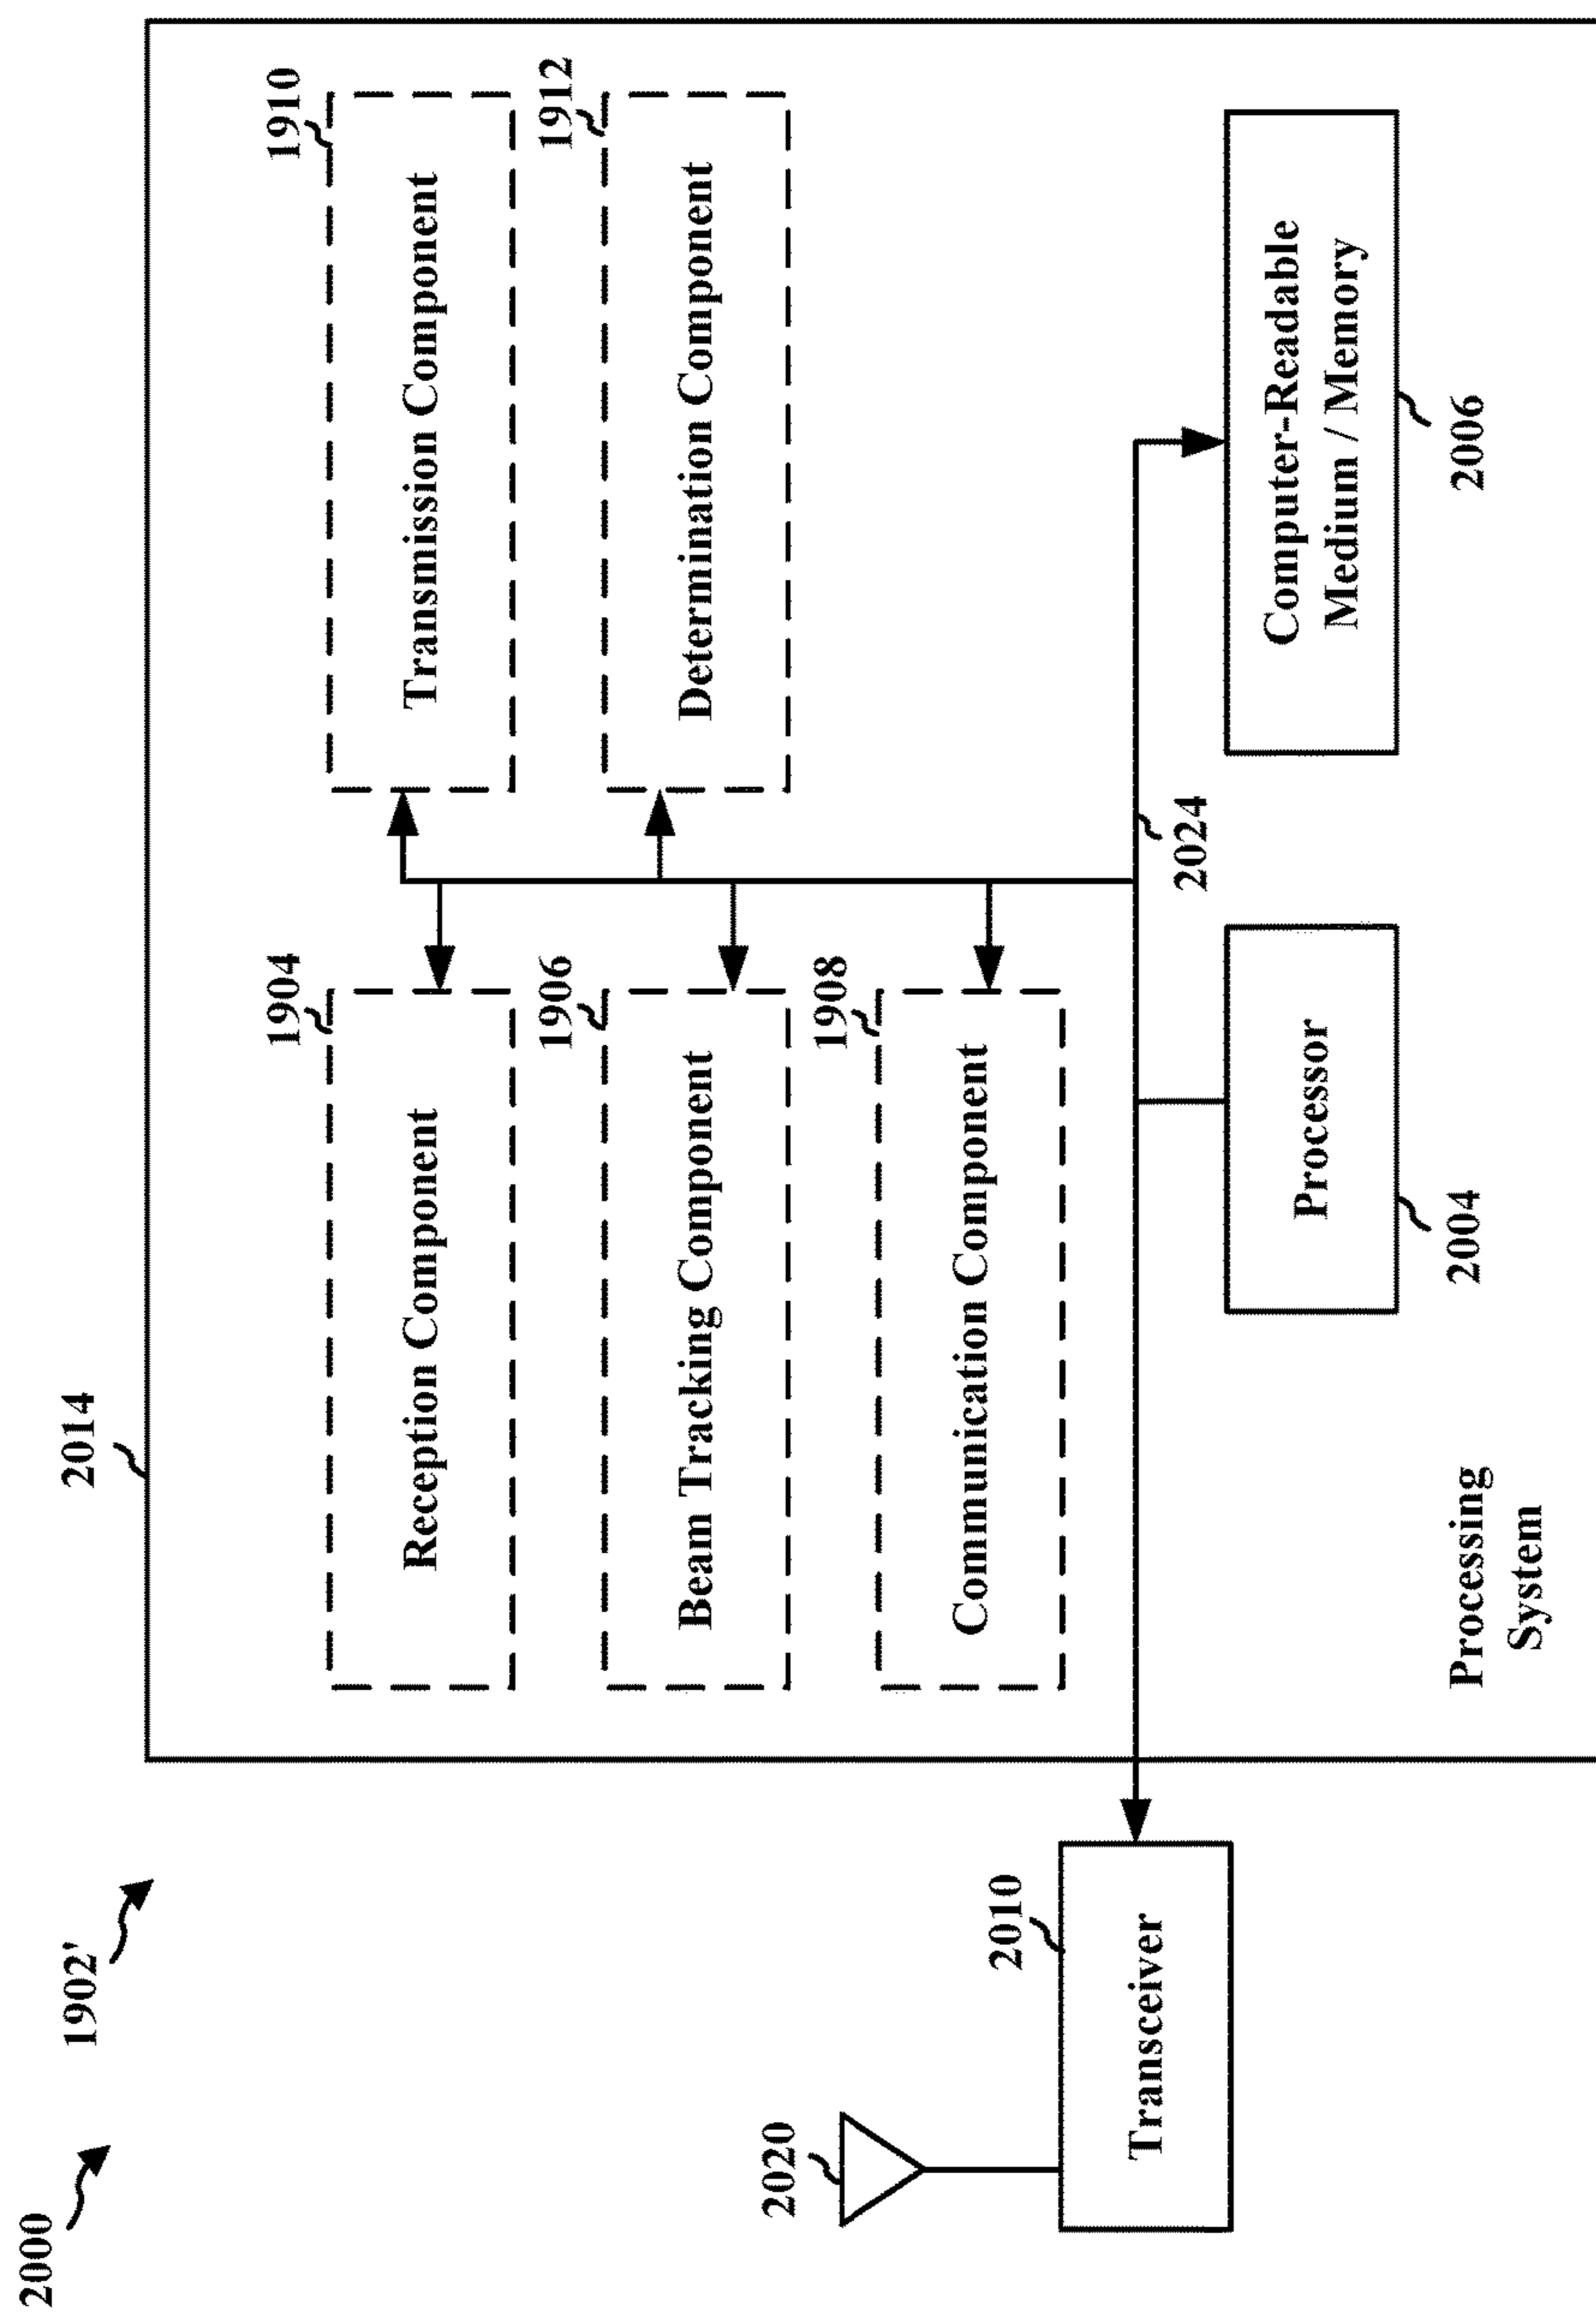 2000
1902'
2014
1904
Reception Component
1910
Transmission Component
1906
Beam Tracking Component
1912
Determination Component
1908
Communication Component
2020
2010
Transceiver
2024
Processor
2004
Computer-Readable
Medium / Memory
2006
Processing
System